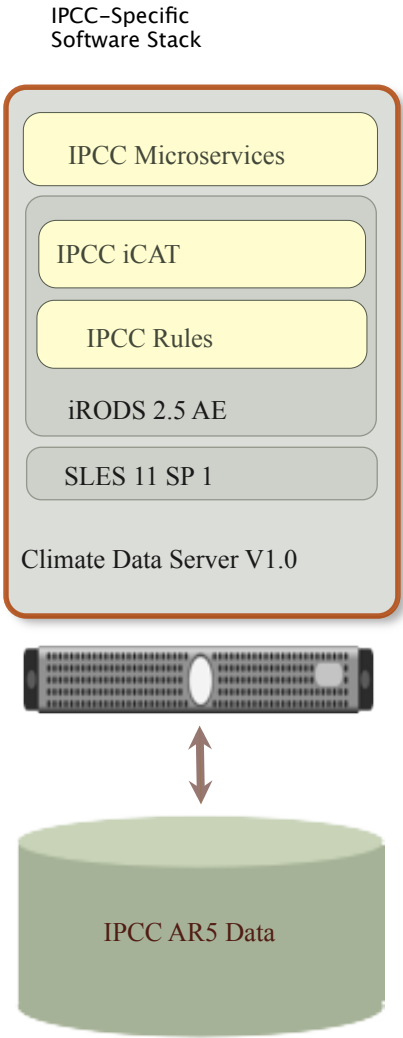 IPCC-Specific
Software Stack
IPCC Microservices
IPCC iCAT
IPCC Rules
iRODS 2.5 AE
SLES 11 SP 1
Climate Data Server V1.0
IPCC AR5 Data